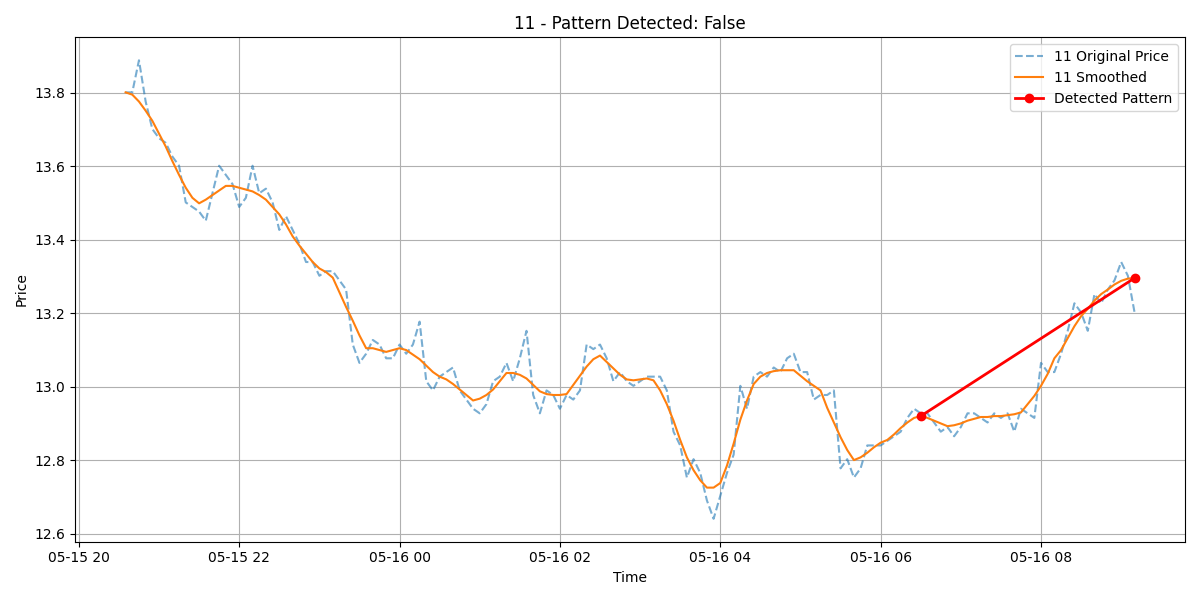 11 - Pattern Detected: False
11 Original Price
11 Smoothed
Detected Pattern
Price
13.8
13.6
13.4
13.2
13.0
12.8
12.6
05-15 20
05-15 22
05-16 00
05-16 02
05-16 04
05-16 06
05-16 08
Time